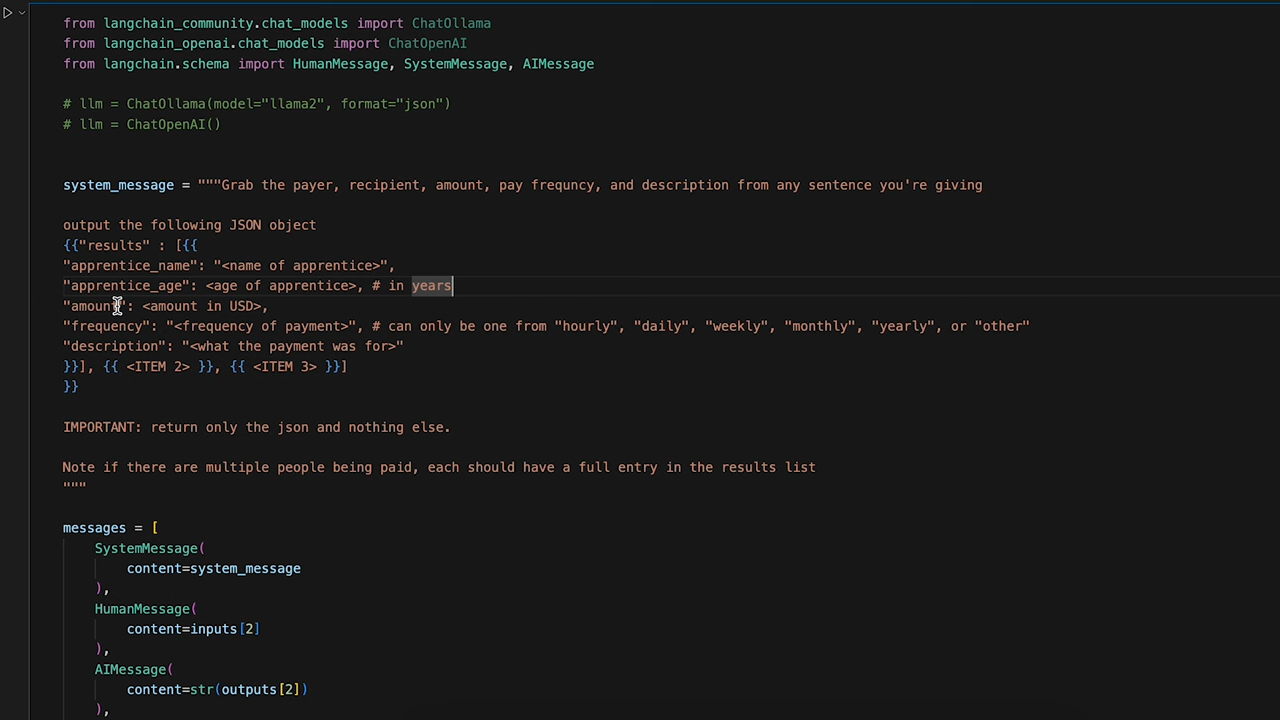 from langchain_community.chat_models import ChatOllama
from langchain_openai.chat_models import ChatOpenAI
from langchain.schema import HumanMessage, SystemMessage, AIMessage
# llm = ChatOllama(model="llama2", format="json")
# llm = ChatOpenAI()
system_message = """Grab the payer, recipient, amount, pay frequncy, and description from any sentence you're giving
output the following JSON object
{{"results" : [{{
"apprentice_name": "<name of apprentice>",
"apprentice_age": <age of apprentice>, # in years
"amount": <amount in USD>,
"frequency": "<frequency of payment>", # can only be one from "hourly", "daily", "weekly", "monthly", "yearly", or "other"
"description": "<what the payment was for>"
}}], {{ <ITEM 2> }}, {{ <ITEM 3> }}]
}}
IMPORTANT: return only the json and nothing else.
Note if there are multiple people being paid, each should have a full entry in the results list
"""
messages = [
SystemMessage(
content=system_message
),
HumanMessage(
content=inputs[2]
),
AIMessage(
content=str(outputs[2])
),